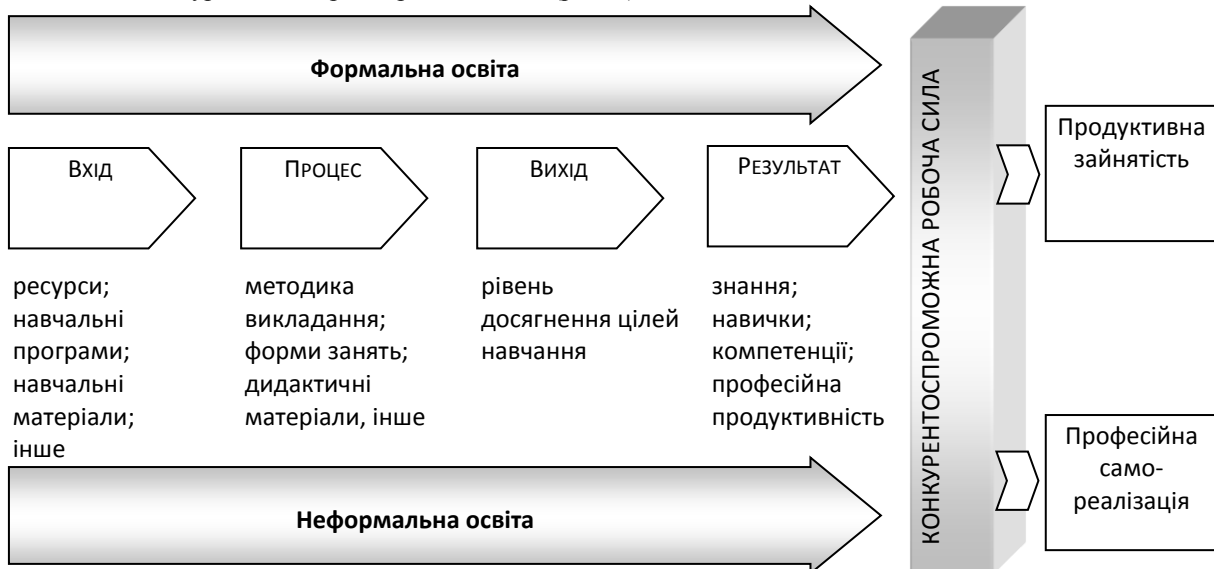 Формальна освіта
Вхід
Процес
Вихід
Результат
ресурси;
навчальні
програми;
навчальні
матеріали;
інше
методика
викладання;
форми занять;
дидактичні
матеріали, інше
рівень
досягнення цілей
навчання
знання;
навички;
компетенції;
професійна
продуктивність
Неформальна освіта
КОНКУРЕНТОСПРОМОЖНА РОБОЧА СИЛА
Продуктивна
зайнятість
Професійна
само-
реалізація